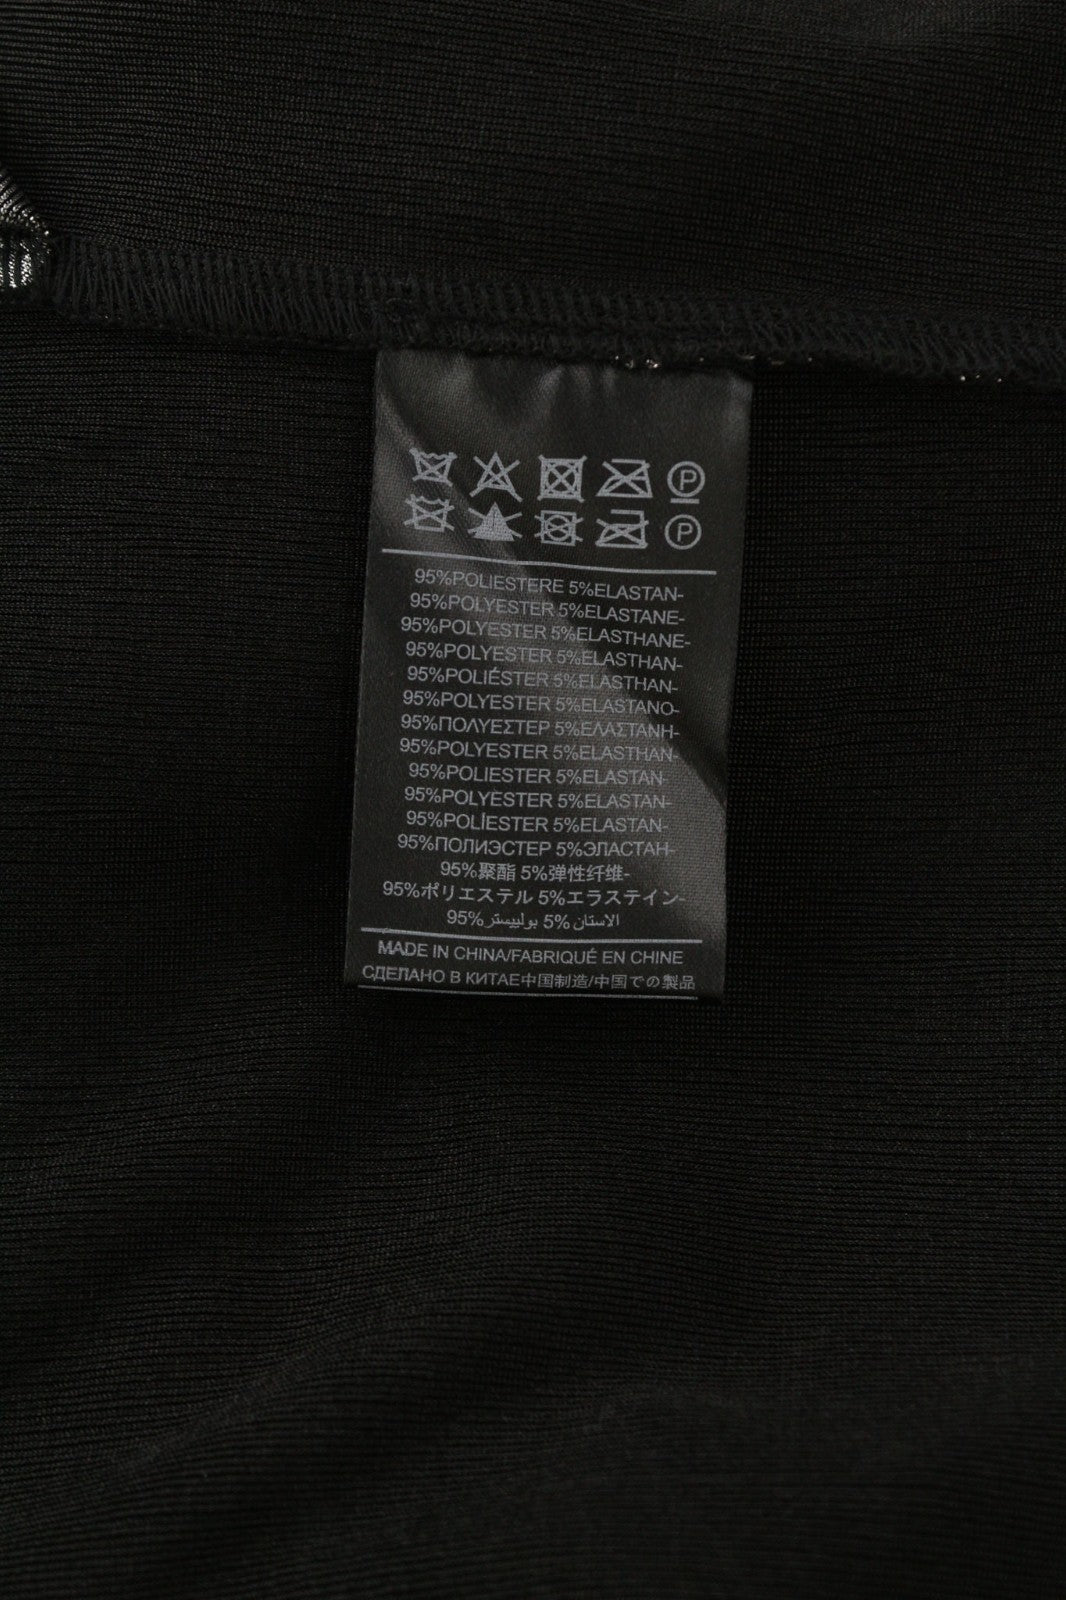 P
P
95%POLIESTERE 5%ELASTAN-
95%POLYESTER 5%ELASTANE-
95%POLYESTER 5%ELASTHANE-
95%POLYESTER 5%ELASTHAN-
95%POLIÉSTER 5%ELASTHAN-
95%POLYESTER 5%ELASTANO-
95%ΠΟΛΥΕΣΤΕΡ 5%ΕΛΑΣΤΑΝΗ-
95%POLYESTER 5%ELASTHAN-
95%POLIESTER 5%ELASTAN-
95%POLYESTER 5%ELASTAN-
95%POLİESTER 5%ELASTAN-
95%ПОЛИЭСТЕР 5%ЭЛАСТАН-
95%聚酯 5%弹性纤维-
95%ポリエステル 5%エラステイン-
95% بوليستر 5% الاستان
MADE IN CHINA/FABRIQUÉ EN CHINE
СДЕЛАНО В КИТАЕ中国制造/中国での製品